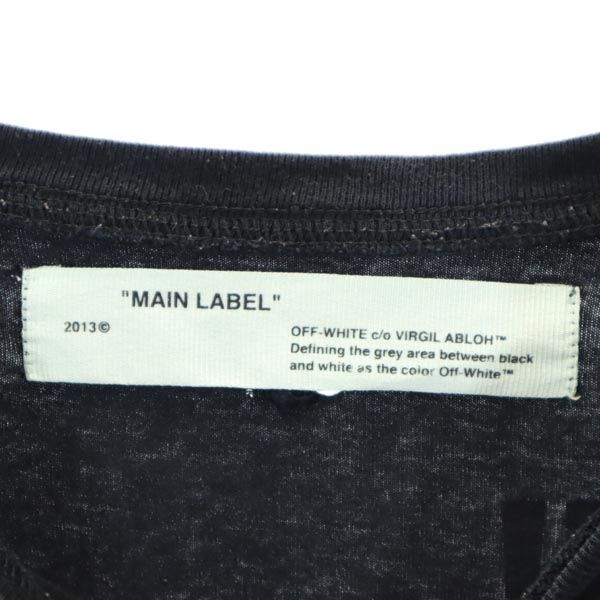 "MAIN LABEL"
2013©
OFF-WHITE c/o VIRGIL ABLOH™
Defining the grey area between black
and white as the color Off-White™